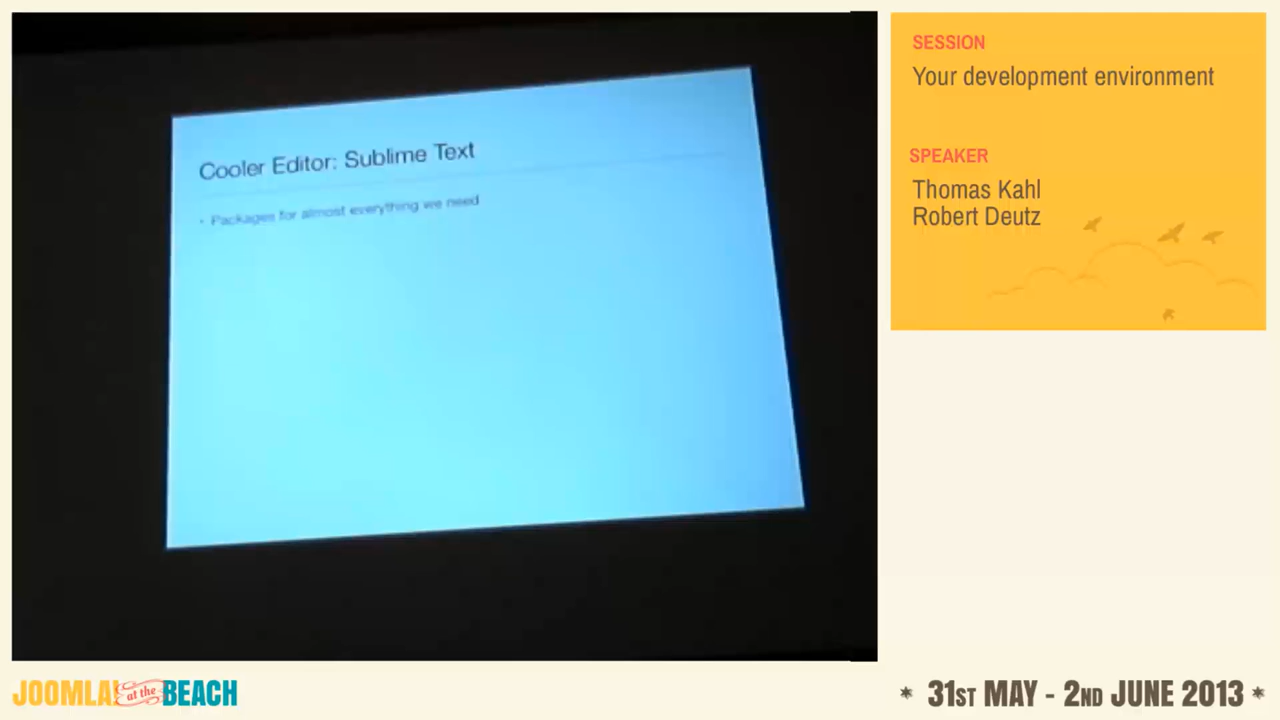 Cooler Editor: Sublime Text
• Packages for almost everything we need
SESSION
Your development environment
SPEAKER
Thomas Kahl
Robert Deutz
JOOMLA! at the BEACH
* 31ST MAY - 2ND JUNE 2013 *